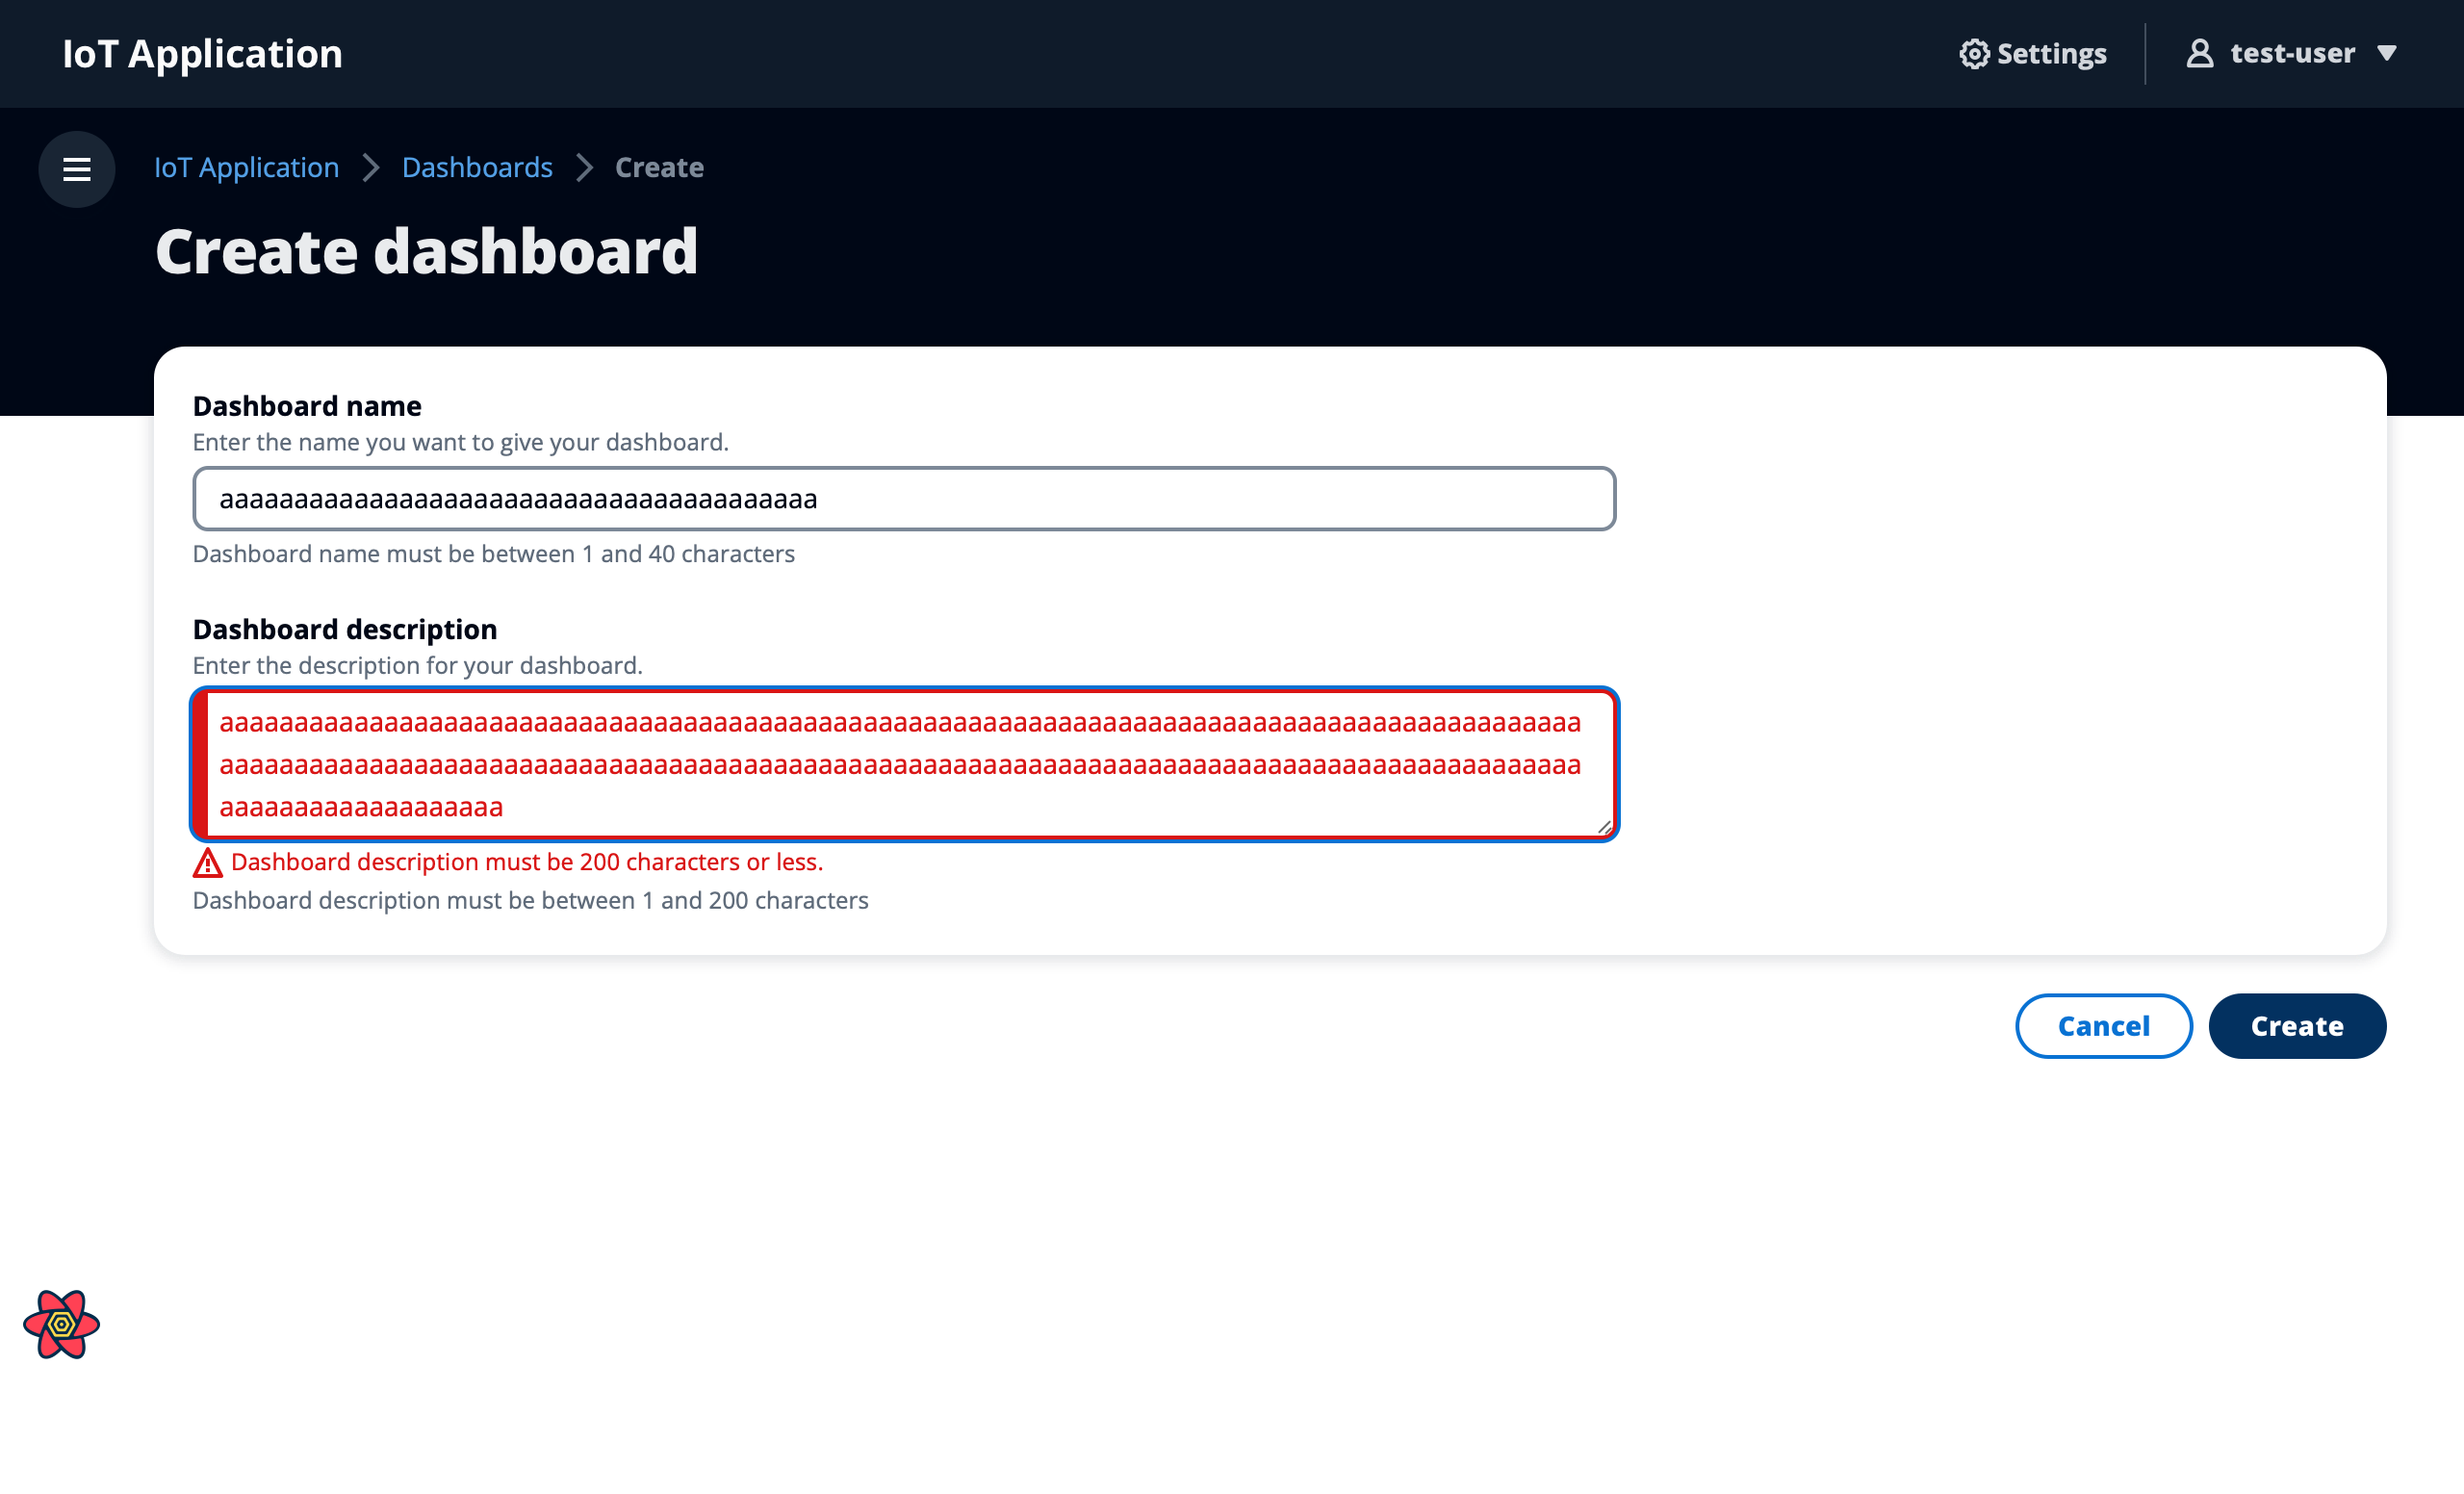 IoT Application
Settings
test-user
IoT Application
Dashboards
Create
Create dashboard
Dashboard name
Enter the name you want to give your dashboard.
aaaaaaaaaaaaaaaaaaaaaaaaaaaaaaaaaaaaaaaa
Dashboard name must be between 1 and 40 characters
Dashboard description
Enter the description for your dashboard.
aaaaaaaaaaaaaaaaaaaaaaaaaaaaaaaaaaaaaaaaaaaaaaaaaaaaaaaaaaaaaaaaaaaaaaaaaaaaaaaaaaaaaaaaaaa
aaaaaaaaaaaaaaaaaaaaaaaaaaaaaaaaaaaaaaaaaaaaaaaaaaaaaaaaaaaaaaaaaaaaaaaaaaaaaaaaaaaaaaaaaaa
aaaaaaaaaaaaaaaaaaa
Dashboard description must be 200 characters or less.
Dashboard description must be between 1 and 200 characters
Cancel
Create